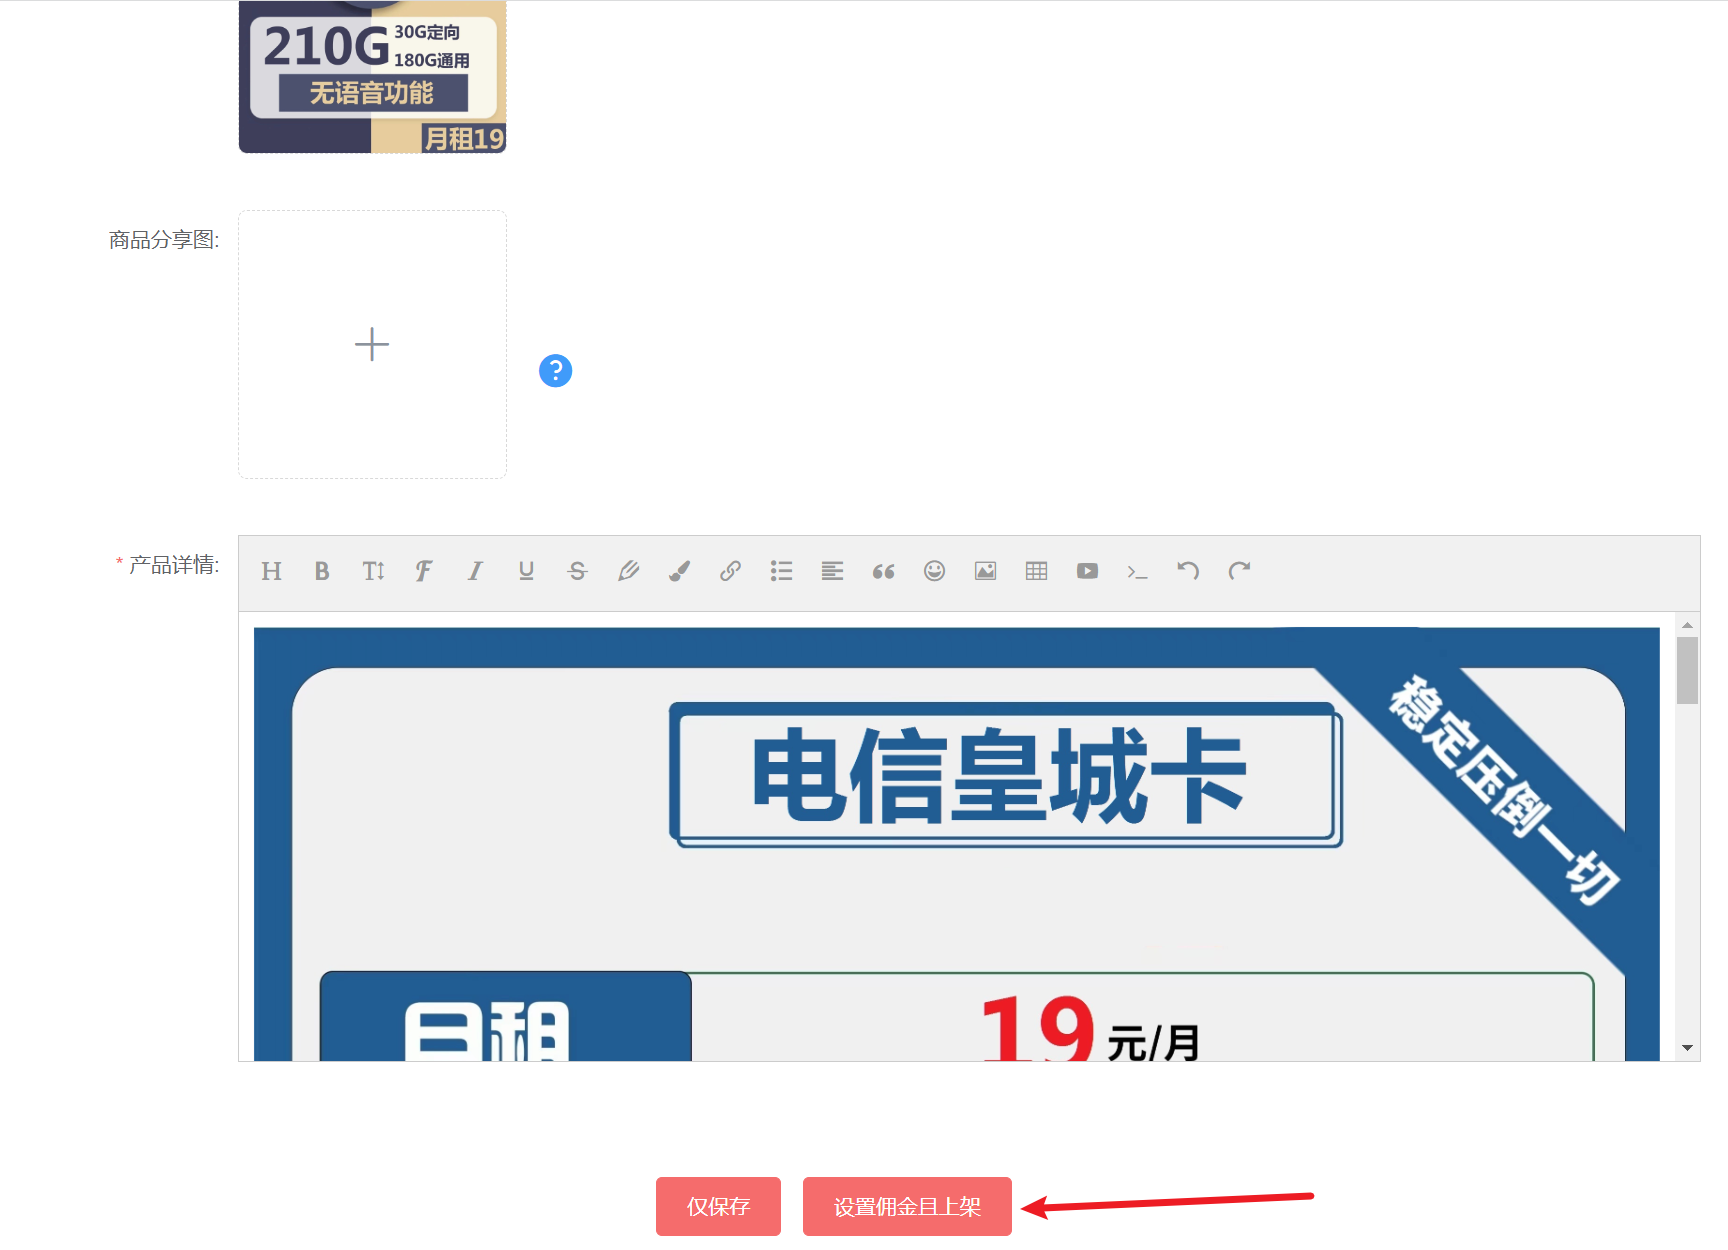 210G
30G定向
180G通用
无语音功能
月租19
商品分享图:
* 产品详情:
电信皇城卡
稳定压倒一切
月租
19 元/月
仅保存
设置佣金且上架